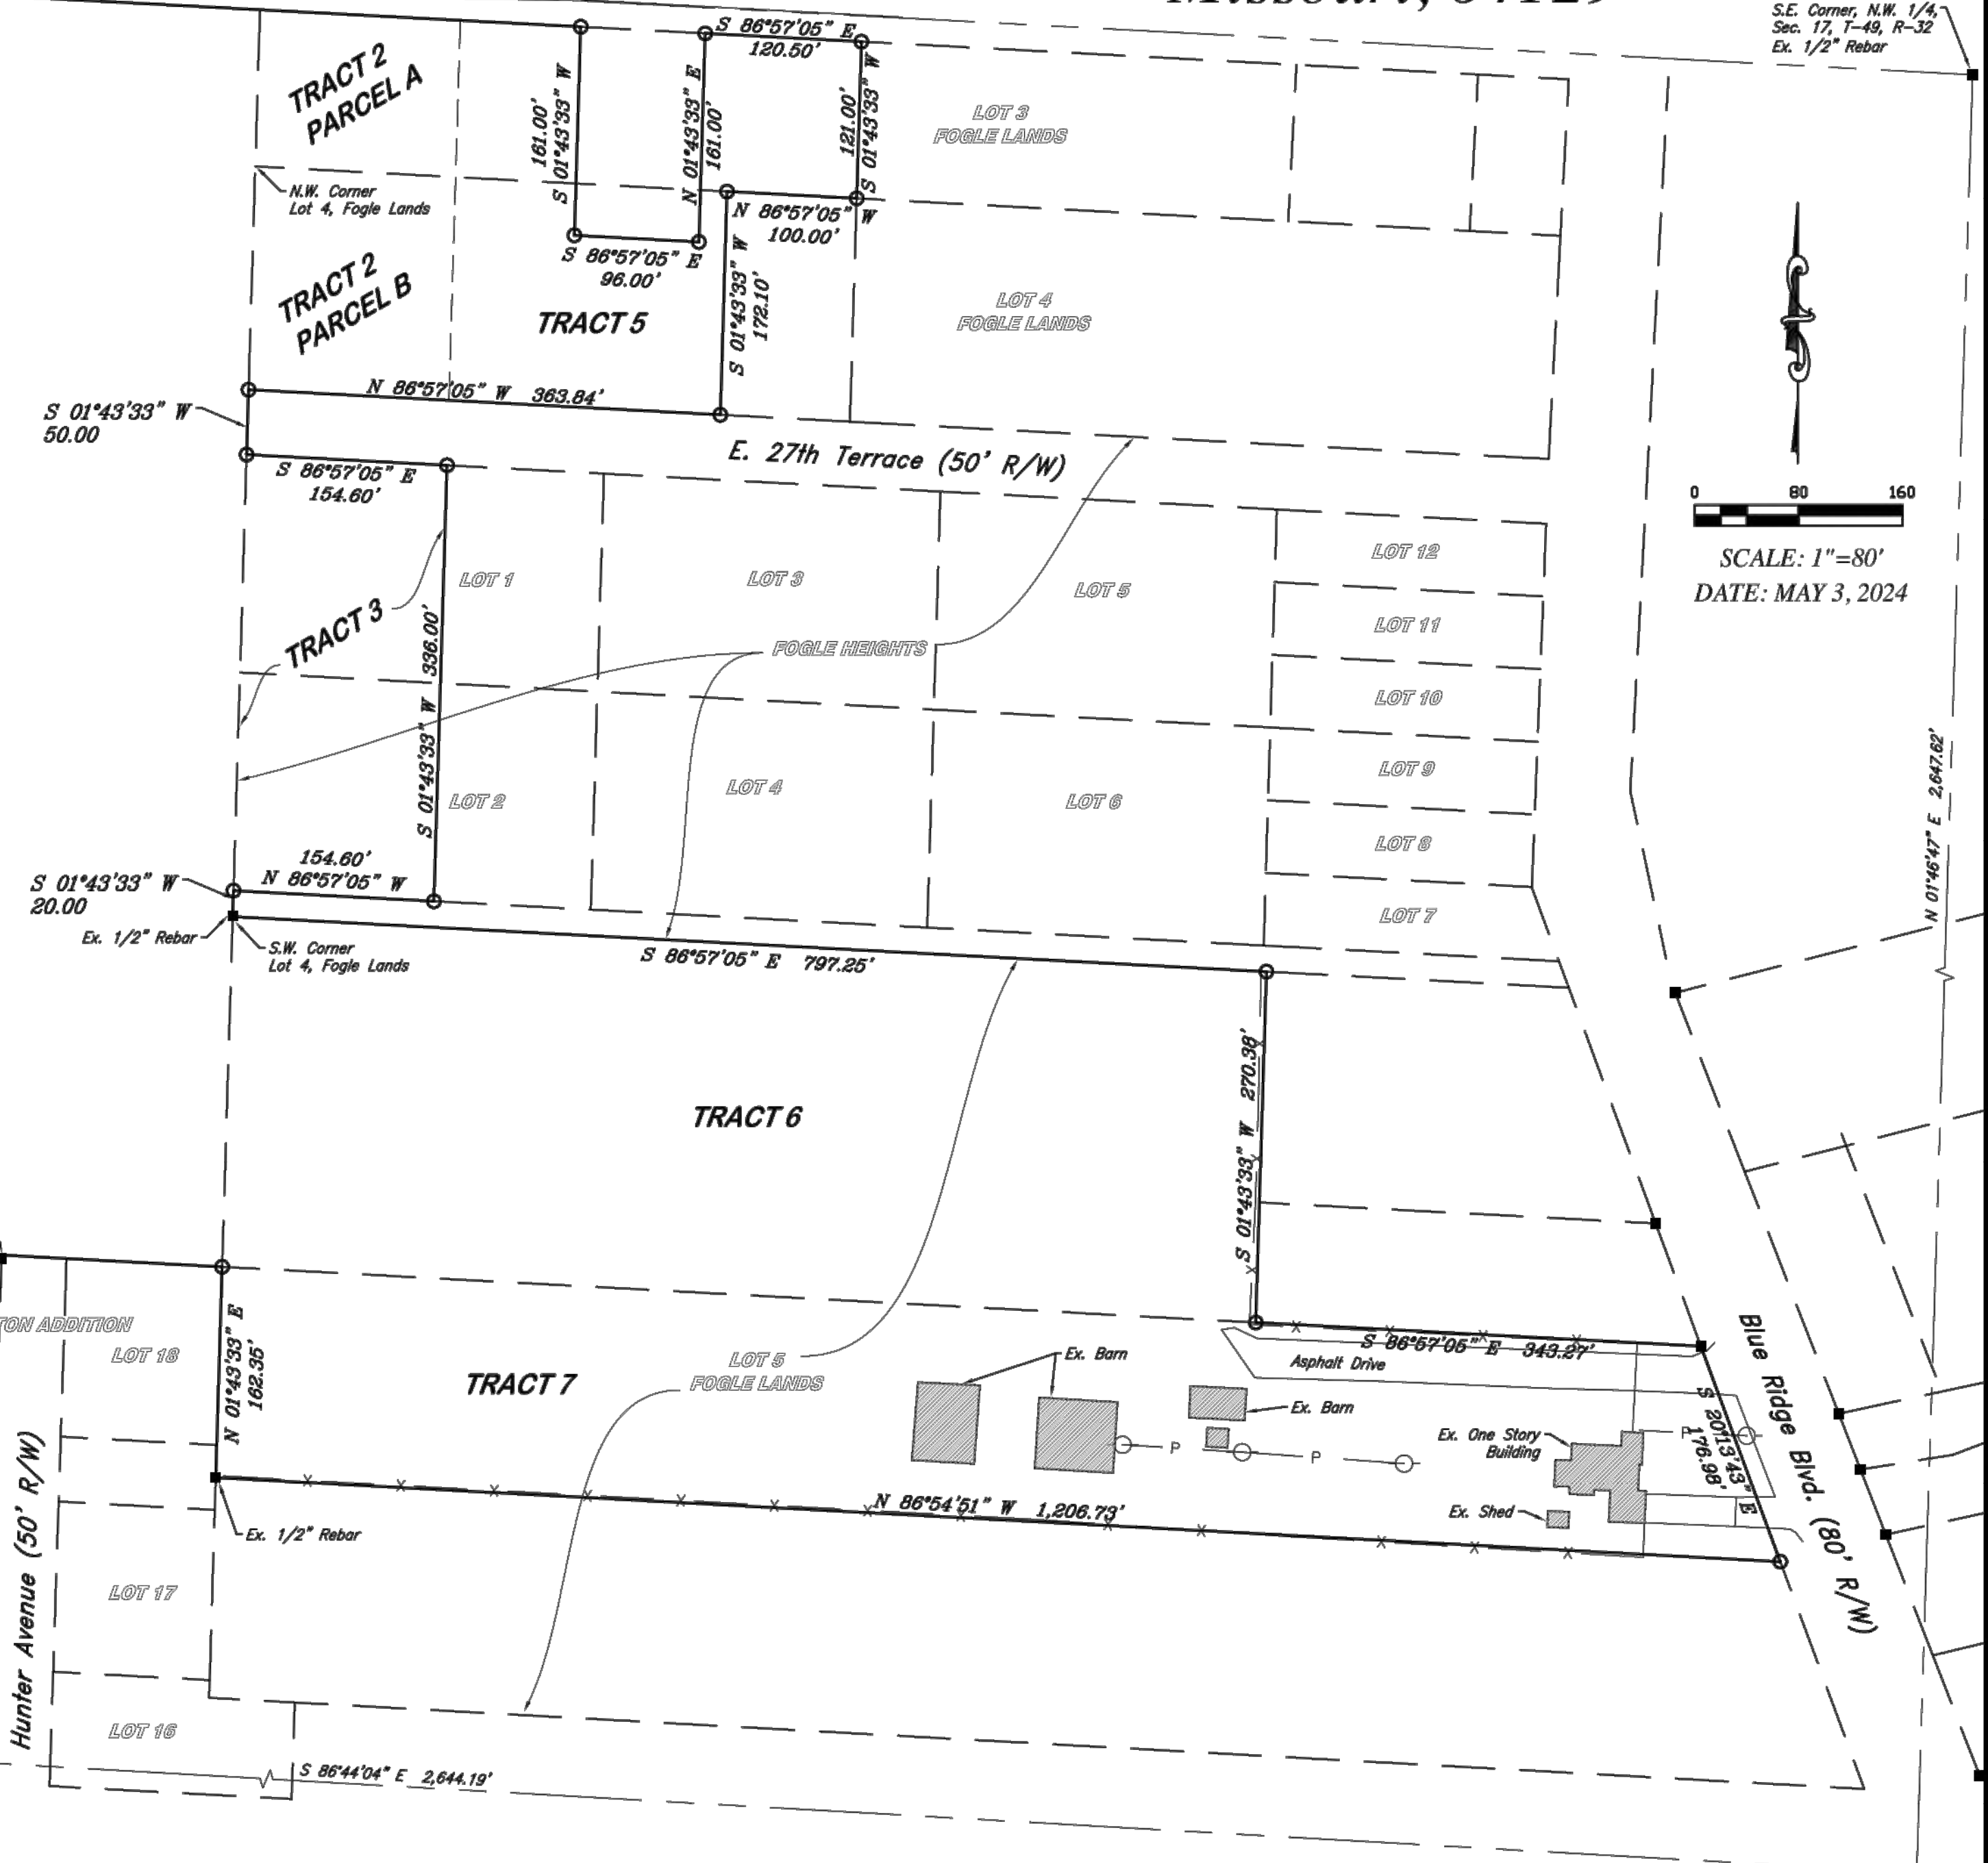 S.E. Corner, N.W. 1/4,
Sec. 17, T-49, R-32
Ex. 1/2" Rebar
S 86°57'05" E
120.50'
TRACT 2
PARCEL A
161.00'
S 01°43'33" W
N 01°43'33" E
161.00'
121.00'
S 01°43'33" W
LOT 3
FOGLE LANDS
N.W. Corner
Lot 4, Fogle Lands
N 86°57'05" W
100.00'
S 86°57'05" E
96.00'
TRACT 2
PARCEL B
TRACT 5
S 01°43'33" W
172.10'
LOT 4
FOGLE LANDS
N 86°57'05" W 363.84'
S 01°43'33" W
50.00
E. 27th Terrace (50' R/W)
S 86°57'05" E
154.60'
0 80 160
SCALE: 1"=80'
DATE: MAY 3, 2024
LOT 1
LOT 3
LOT 5
LOT 12
LOT 11
TRACT 3
S 01°43'33" W 336.00'
FOGLE HEIGHTS
LOT 10
LOT 9
LOT 2
LOT 4
LOT 6
LOT 8
LOT 7
N 01°46'47" E 2,647.62'
154.60'
N 86°57'05" W
S 01°43'33" W
20.00
Ex. 1/2" Rebar
S.W. Corner
Lot 4, Fogle Lands
S 86°57'05" E 797.25'
TRACT 6
S 01°43'33" W 270.38'
TON ADDITION
LOT 18
N 01°43'33" E
162.35'
TRACT 7
LOT 5
FOGLE LANDS
Ex. Barn
S 86°57'05" E 343.27'
Asphalt Drive
Ex. Barn
P
P
P
Ex. One Story
Building
Ex. Shed
S 20°13'43" E
176.98'
Blue Ridge Blvd. (80' R/W)
N 86°54'51" W 1,206.73'
Ex. 1/2" Rebar
Hunter Avenue (50' R/W)
LOT 17
LOT 16
S 86°44'04" E 2,644.19'